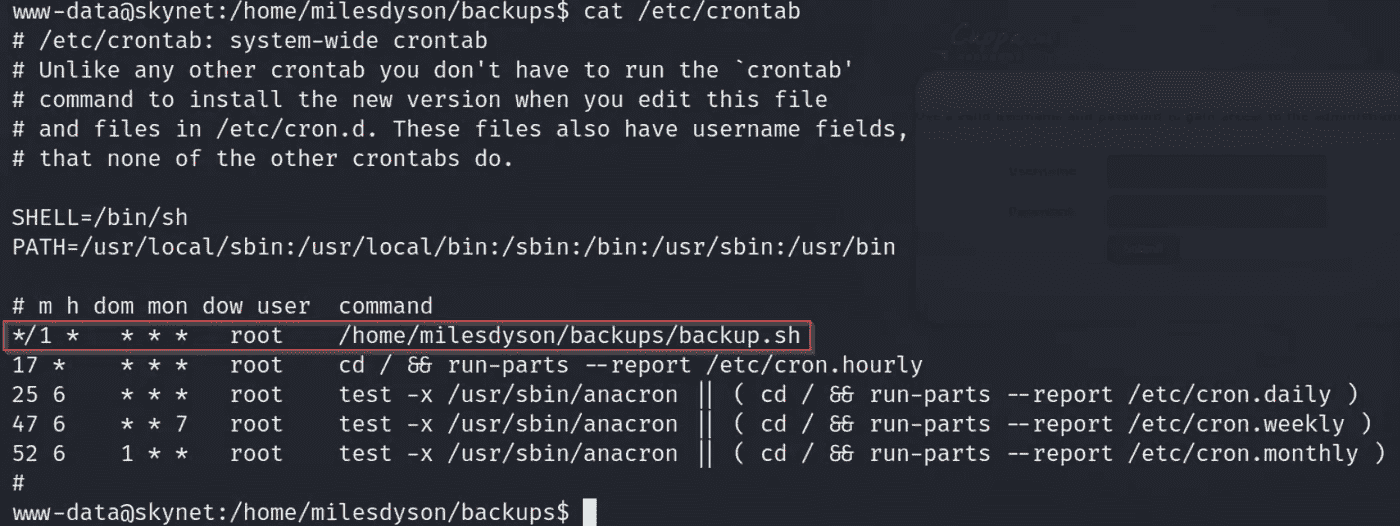 www-data@skynet:/home/milesdyson/backups$ cat /etc/crontab
# /etc/crontab: system-wide crontab
# Unlike any other crontab you don't have to run the `crontab'
# command to install the new version when you edit this file
# and files in /etc/cron.d. These files also have username fields,
# that none of the other crontabs do.

SHELL=/bin/sh
PATH=/usr/local/sbin:/usr/local/bin:/sbin:/bin:/usr/sbin:/usr/bin

# m h dom mon dow user  command
*/1 *   * * *   root    /home/milesdyson/backups/backup.sh
17 *    * * *   root    cd / && run-parts --report /etc/cron.hourly
25 6    * * *   root    test -x /usr/sbin/anacron || ( cd / && run-parts --report /etc/cron.daily )
47 6    * * 7   root    test -x /usr/sbin/anacron || ( cd / && run-parts --report /etc/cron.weekly )
52 6    1 * *   root    test -x /usr/sbin/anacron || ( cd / && run-parts --report /etc/cron.monthly )
#
www-data@skynet:/home/milesdyson/backups$